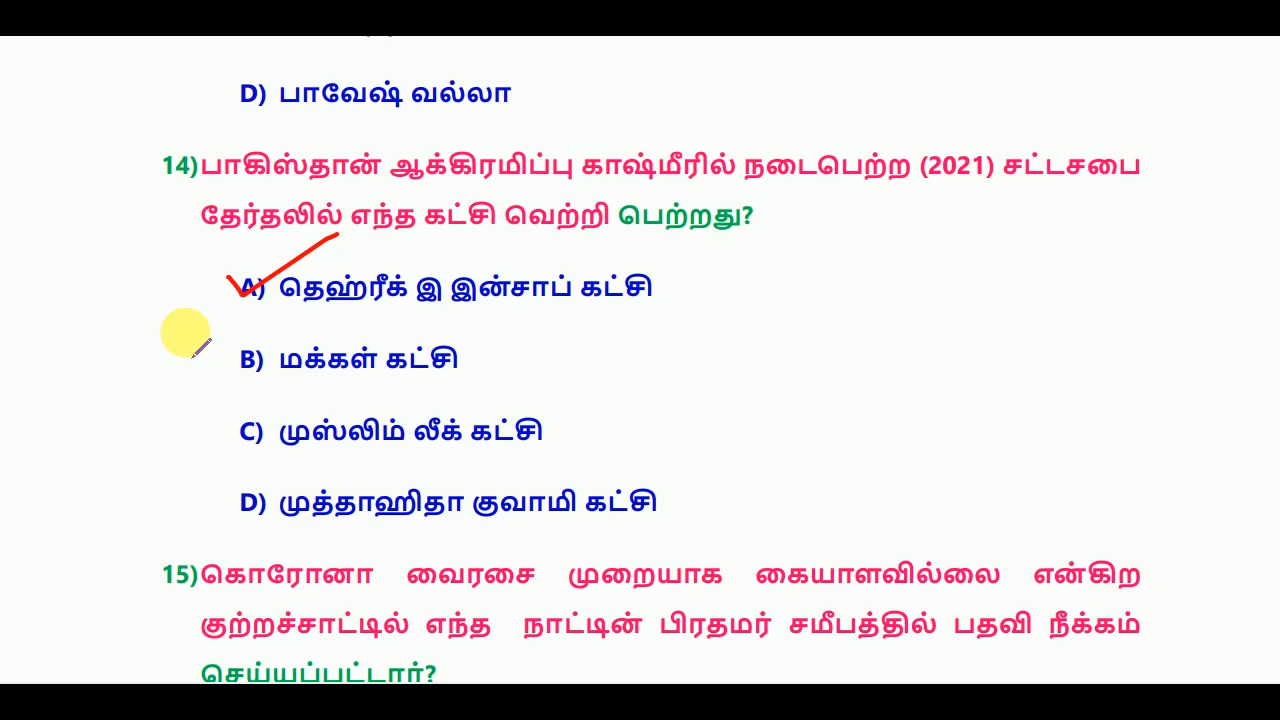 D) பாவேஷ் வல்லா
14)பாகிஸ்தான் ஆக்கிரமிப்பு காஷ்மீரில் நடைபெற்ற (2021) சட்டசபை
தேர்தலில் எந்த கட்சி வெற்றி பெற்றது?
A) தெஹ்ரீக் இ இன்சாப் கட்சி
B) மக்கள் கட்சி
C) முஸ்லிம் லீக் கட்சி
D) முத்தாஹிதா குவாமி கட்சி
15)கொரோனா வைரசை முறையாக கையாளவில்லை என்கிற
குற்றச்சாட்டில் எந்த நாட்டின் பிரதமர் சமீபத்தில் பதவி நீக்கம்
செய்யப்பட்டார்?